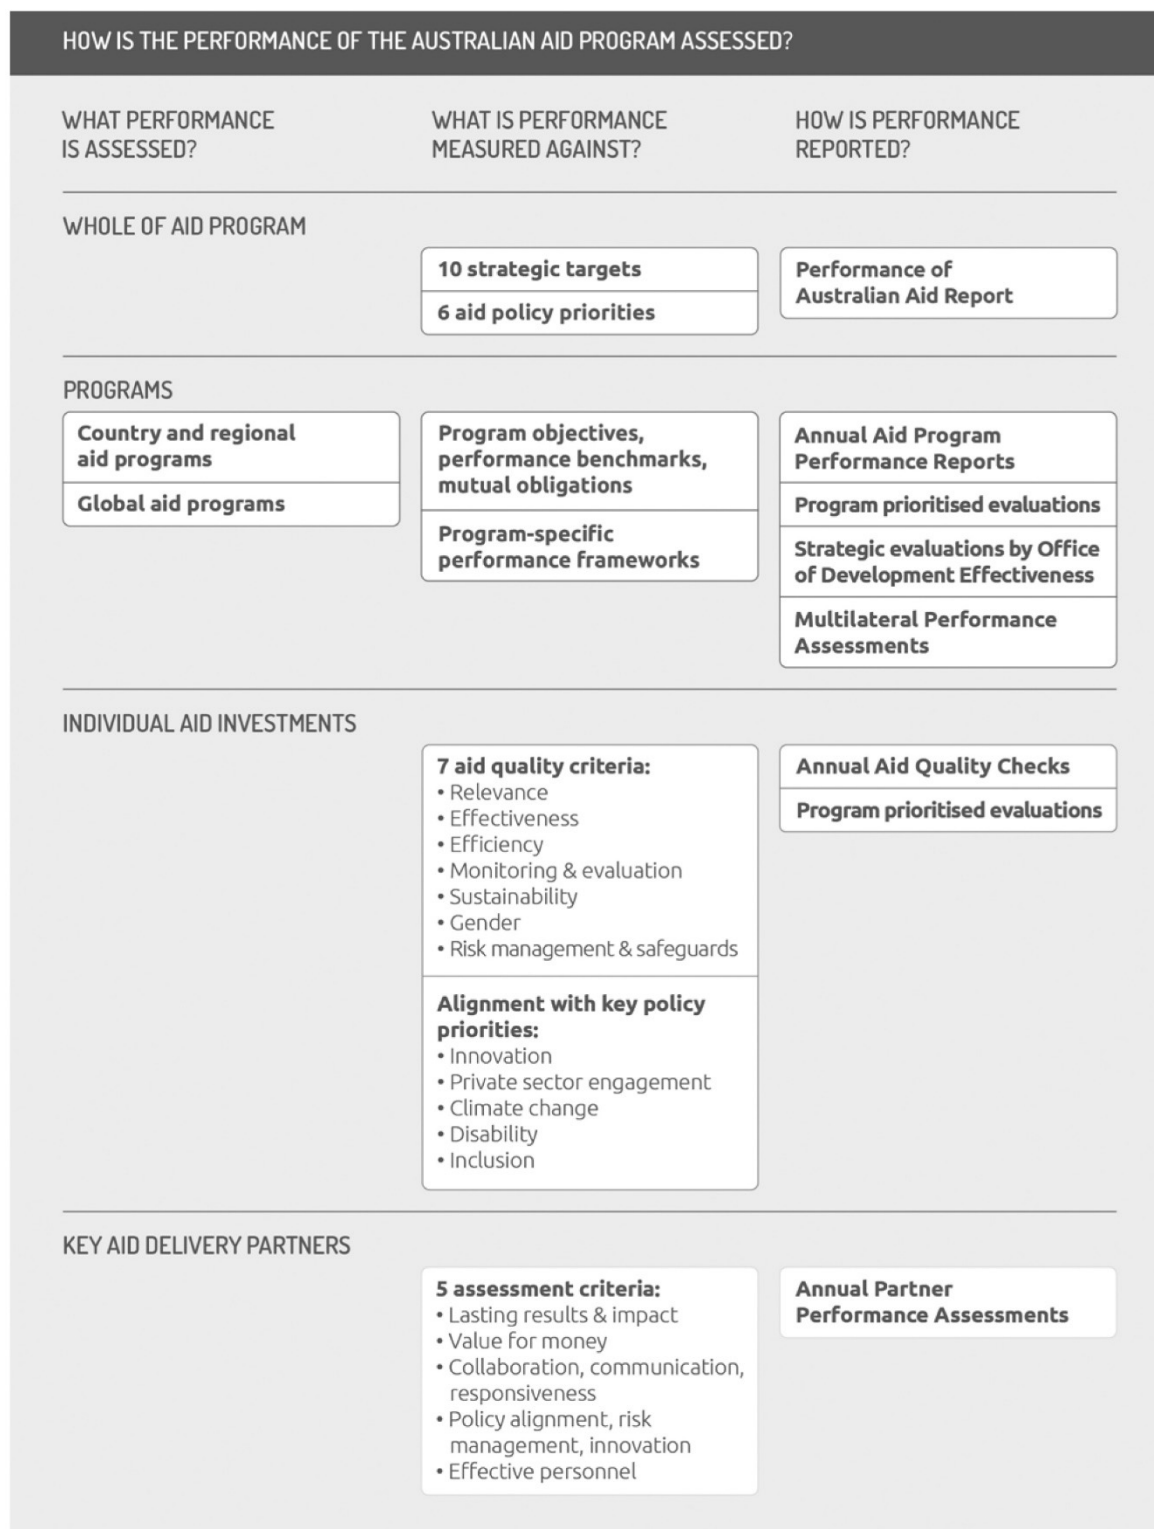 HOW IS THE PERFORMANCE OF THE AUSTRALIAN AID PROGRAM ASSESSED?
WHAT PERFORMANCE
IS ASSESSED?
WHAT IS PERFORMANCE
MEASURED AGAINST?
HOW IS PERFORMANCE
REPORTED?
WHOLE OF AID PROGRAM
10 strategic targets
6 aid policy priorities
Performance of
Australian Aid Report
PROGRAMS
Country and regional
aid programs
Global aid programs
Program objectives,
performance benchmarks,
mutual obligations
Program-specific
performance frameworks
Annual Aid Program
Performance Reports
Program prioritised evaluations
Strategic evaluations by Office
of Development Effectiveness
Multilateral Performance
Assessments
INDIVIDUAL AID INVESTMENTS
7 aid quality criteria:
• Relevance
• Effectiveness
• Efficiency
• Monitoring & evaluation
• Sustainability
• Gender
• Risk management & safeguards
Alignment with key policy
priorities:
• Innovation
• Private sector engagement
• Climate change
• Disability
• Inclusion
Annual Aid Quality Checks
Program prioritised evaluations
KEY AID DELIVERY PARTNERS
5 assessment criteria:
• Lasting results & impact
• Value for money
• Collaboration, communication,
responsiveness
• Policy alignment, risk
management, innovation
• Effective personnel
Annual Partner
Performance Assessments